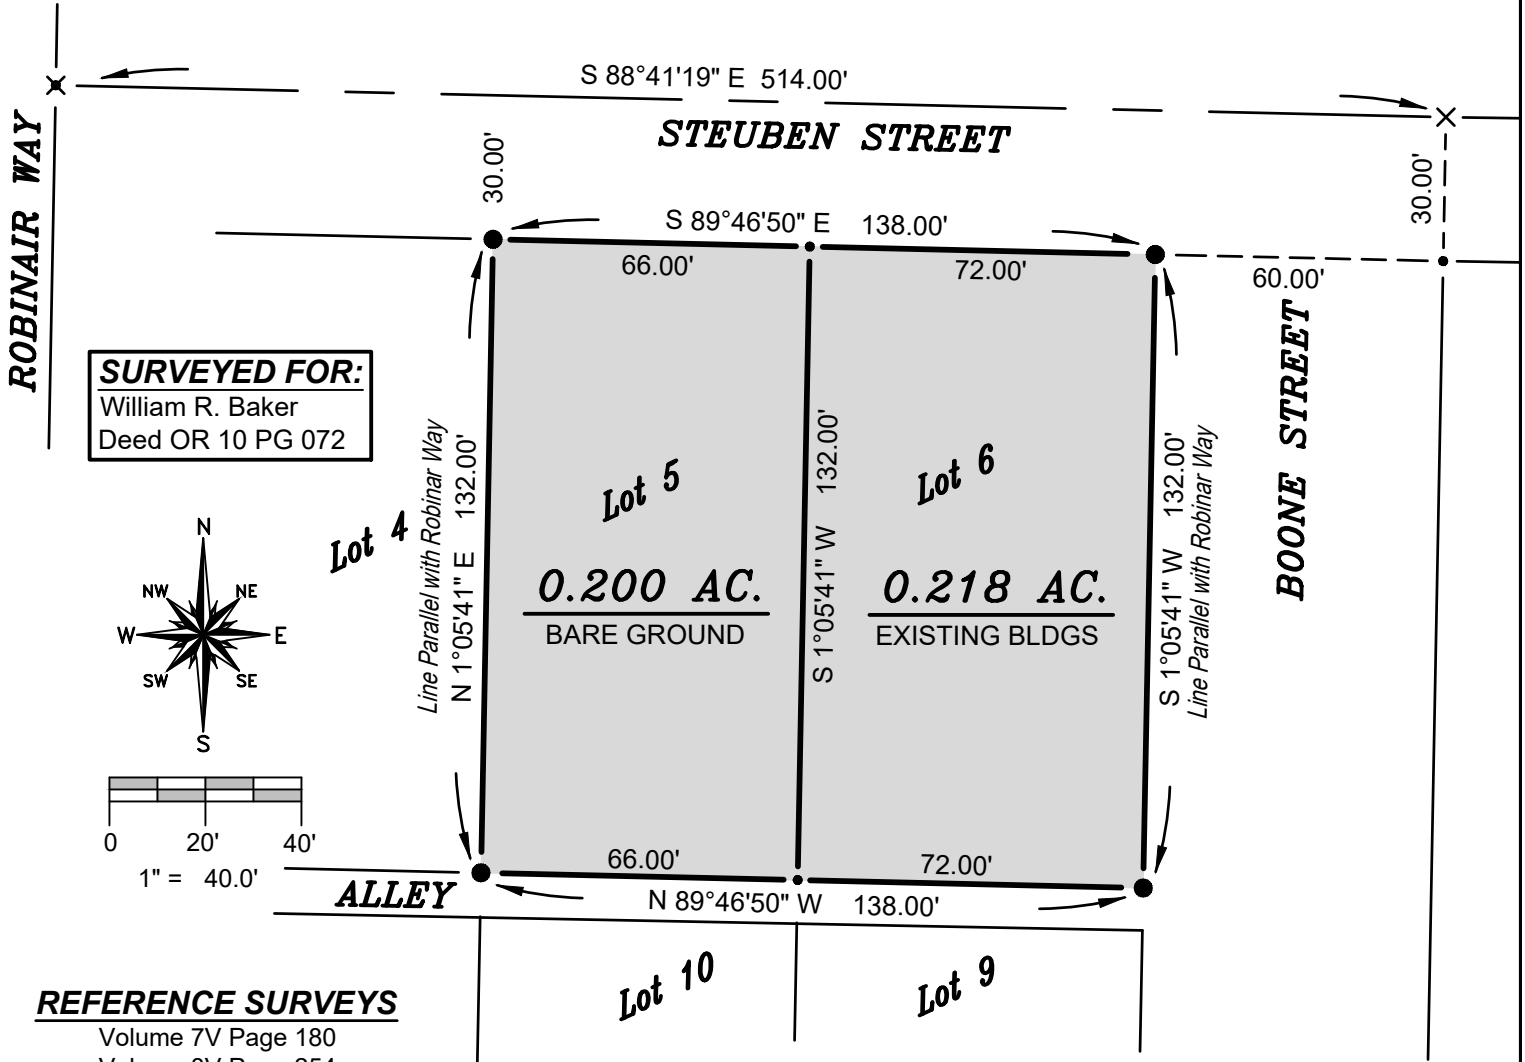 S 88°41'19" E 514.00'
STEUBEN STREET
ROBINAIR WAY
30.00'
30.00'
S 89°46'50" E 138.00'
66.00'
72.00'
60.00'
SURVEYED FOR:
William R. Baker
Deed OR 10 PG 072
BOONE STREET
Lot 4
Line Parallel with Robinar Way
N 1°05'41" E 132.00'
Lot 5
0.200 AC.
BARE GROUND
S 1°05'41" W 132.00'
Lot 6
0.218 AC.
EXISTING BLDGS
S 1°05'41" W 132.00'
Line Parallel with Robinar Way
N
NW NE
W E
SW SE
S
0 20' 40'
1" = 40.0'
66.00'
72.00'
ALLEY
N 89°46'50" W 138.00'
Lot 10
Lot 9
REFERENCE SURVEYS
Volume 7V Page 180